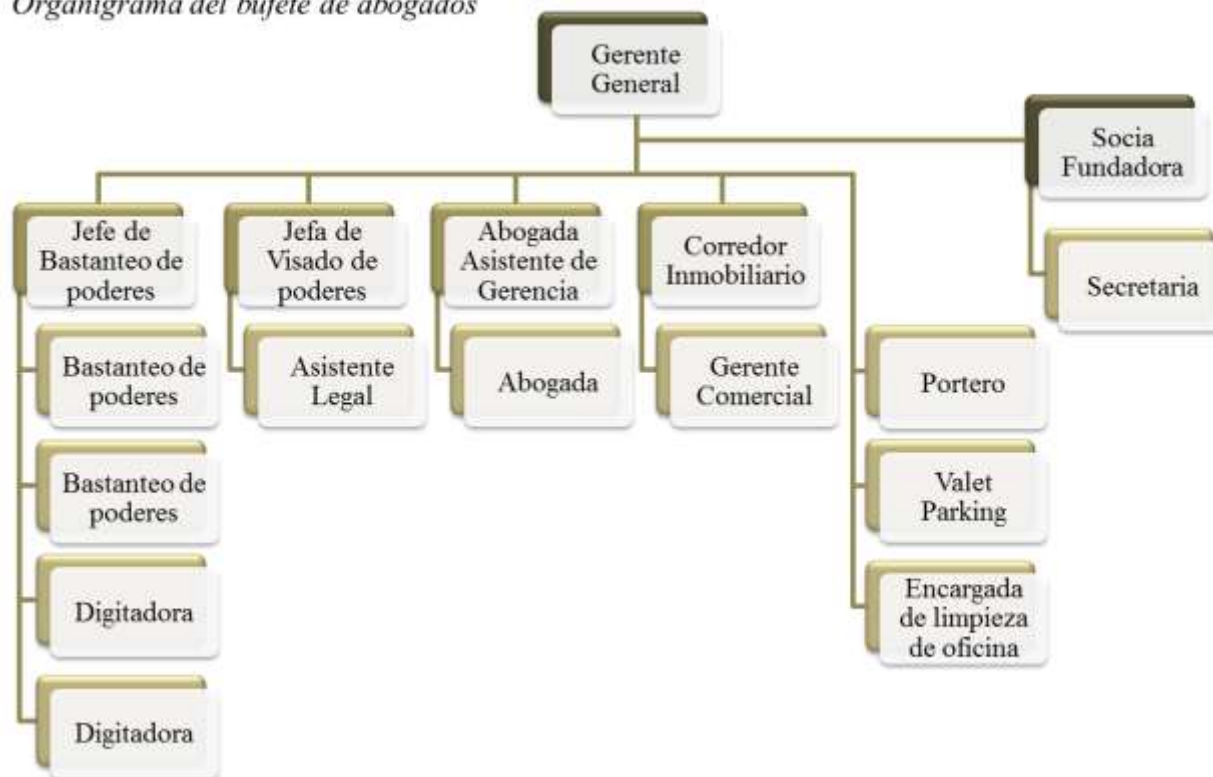 Organigrama del bufete de abogados
Gerente
General
Socia
Fundadora
Secretaria
Jefe de
Bastanteo de
poderes
Bastanteo de
poderes
Bastanteo de
poderes
Digitadora
Digitadora
Jefa de
Visado de
poderes
Asistente
Legal
Abogada
Asistente de
Gerencia
Abogada
Corredor
Inmobiliario
Gerente
Comercial
Portero
Valet
Parking
Encargada
de limpieza
de oficina